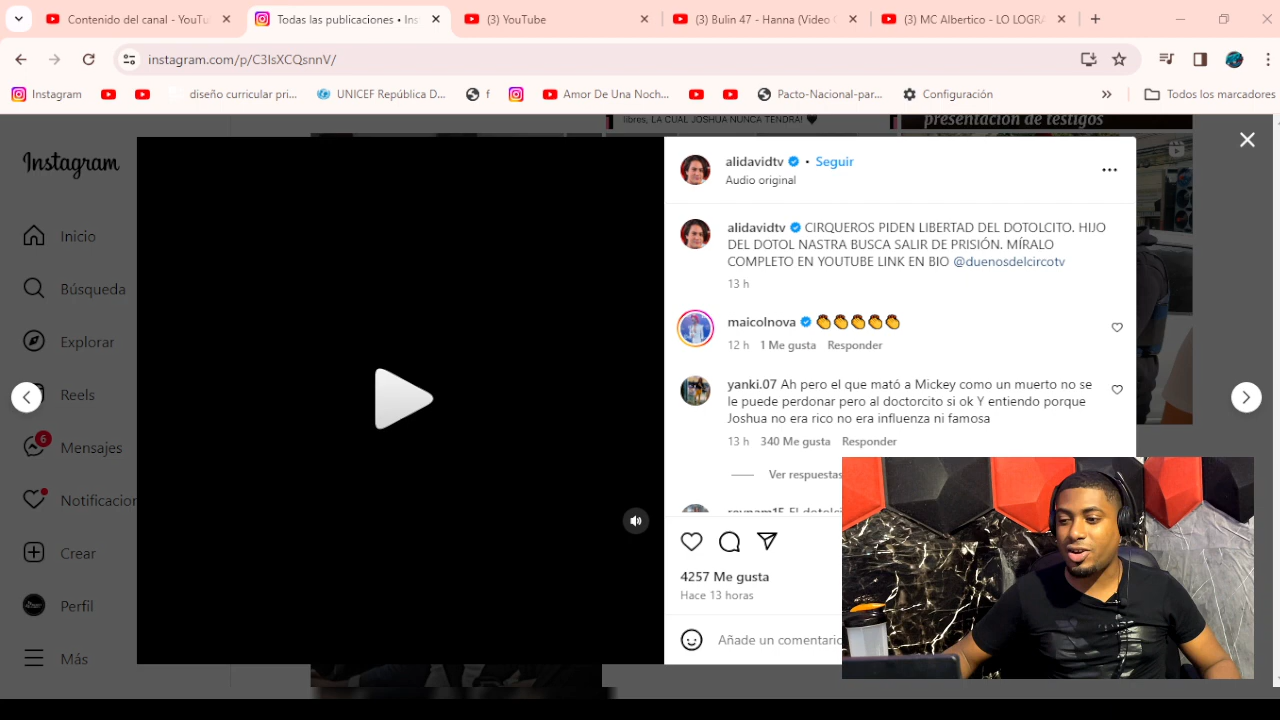 Contenido del canal - YouTu
Todas las publicaciones • Ins
(3) YouTube
(3) Bulin 47 - Hanna (Video
(3) MC Albertico - LO LOGRA
instagram.com/p/C3IsXCQsnnV/
Instagram
diseño curricular pri...
UNICEF República D...
f
Amor De Una Noch...
Pacto-Nacional-par...
Configuración
»
Todos los marcadores
libres, LA CUAL JOSHUA NUNCA TENDRA! 🖤
presentación de testigos
Instagram
Inicio
Búsqueda
Explorar
Reels
6
Mensajes
Notificacion
Crear
Perfil
Más
alidavidtv • Seguir
Audio original
alidavidtv CIRQUEROS PIDEN LIBERTAD DEL DOTOLCITO. HIJO
DEL DOTOL NASTRA BUSCA SALIR DE PRISIÓN. MÍRALO
COMPLETO EN YOUTUBE LINK EN BIO @duenosdelcircotv
13 h
maicolnova 👏👏👏👏👏
12 h 1 Me gusta Responder
yanki.07 Ah pero el que mató a Mickey como un muerto no se
le puede perdonar pero al doctorcito si ok Y entiendo porque
Joshua no era rico no era influenza ni famosa
13 h 340 Me gusta Responder
Ver respuestas
4257 Me gusta
Hace 13 horas
Añade un comentario